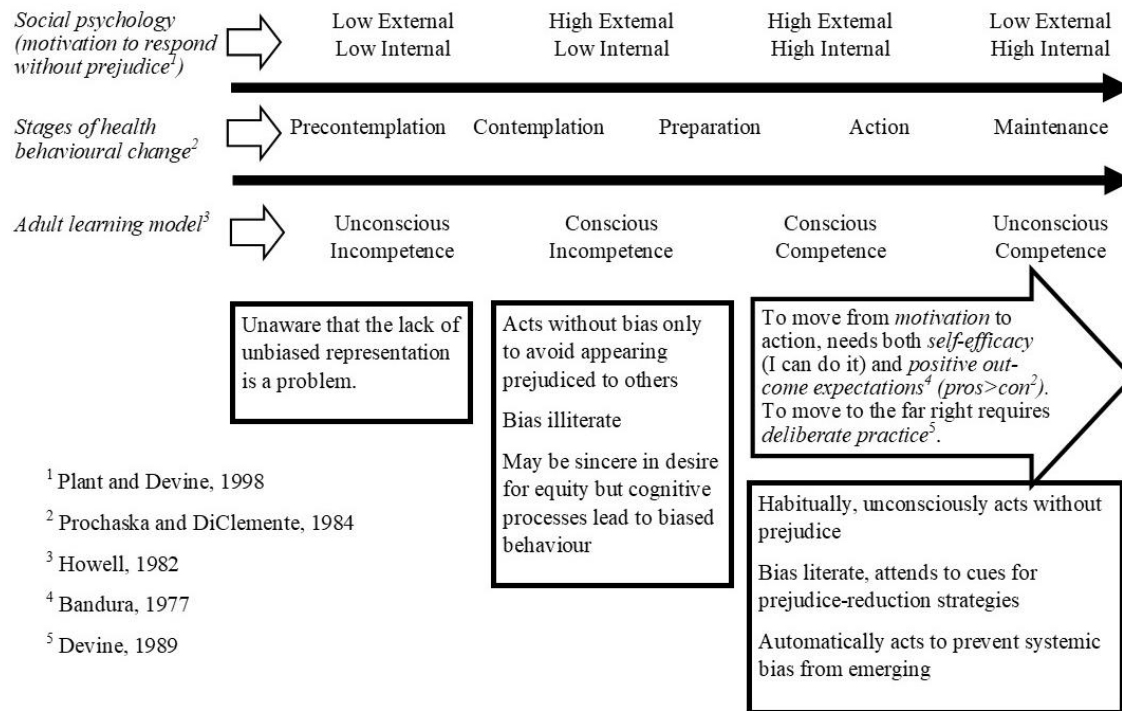 Social psychology
(motivation to respond
without prejudice¹)
Low External
Low Internal
High External
Low Internal
High External
High Internal
Low External
High Internal
Stages of health
behavioural change²
Precontemplation
Contemplation
Preparation
Action
Maintenance
Adult learning model³
Unconscious
Incompetence
Conscious
Incompetence
Conscious
Competence
Unconscious
Competence
Unaware that the lack of
unbiased representation
is a problem.
Acts without bias only
to avoid appearing
prejudiced to others
Bias illiterate
May be sincere in desire
for equity but cognitive
processes lead to biased
behaviour
To move from motivation to
action, needs both self-efficacy
(I can do it) and positive out-
come expectations⁴ (pros>con²).
To move to the far right requires
deliberate practice⁵.
Habitually, unconsciously acts without
prejudice
Bias literate, attends to cues for
prejudice-reduction strategies
Automatically acts to prevent systemic
bias from emerging
¹ Plant and Devine, 1998
² Prochaska and DiClemente, 1984
³ Howell, 1982
⁴ Bandura, 1977
⁵ Devine, 1989